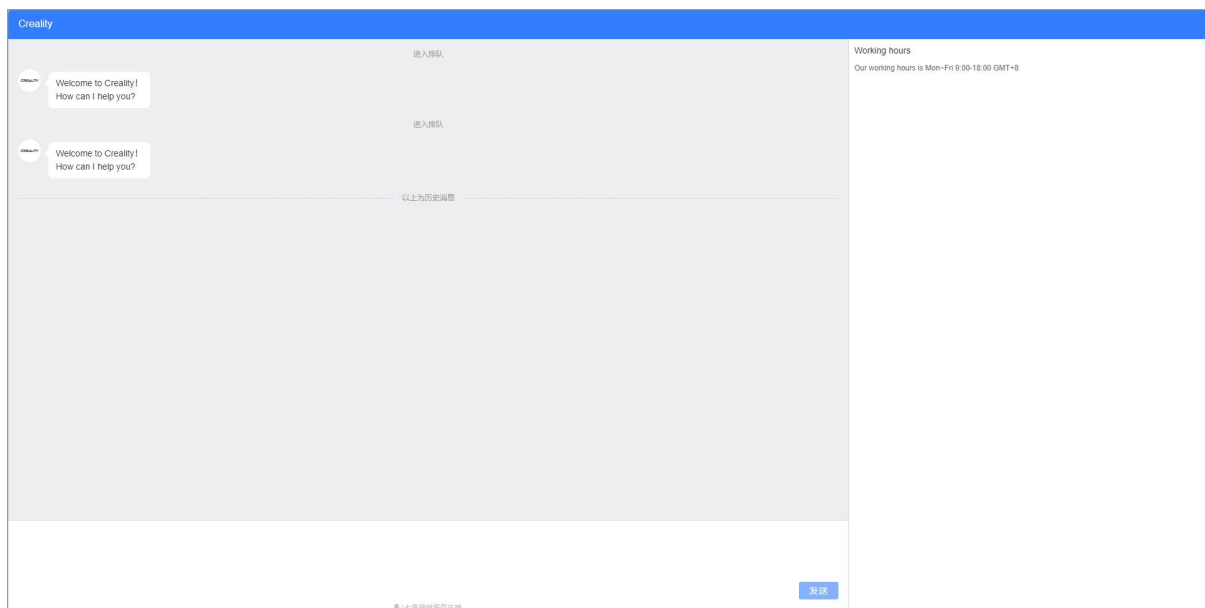 Creality
进入排队
CREALITY
Welcome to Creality!
How can I help you?
进入排队
CREALITY
Welcome to Creality!
How can I help you?
以上为历史消息
发送
Working hours
Our working hours is Mon~Fri 9:00-18:00 GMT+8